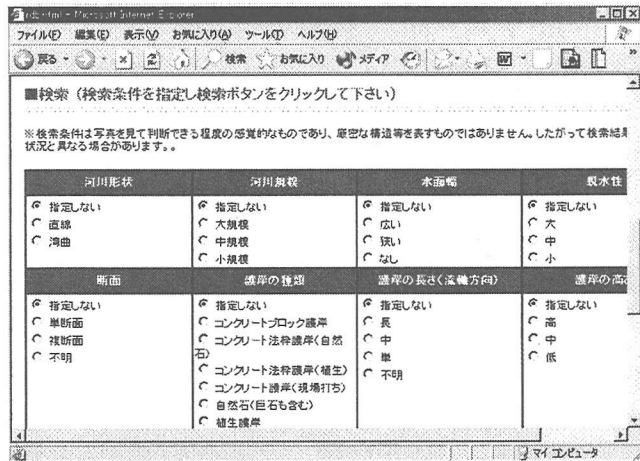 Microsoft Internet Explorer
ファイル(F) 編集(E) 表示(V) お気に入り(A) ツール(T) ヘルプ(H)
戻る 検索 お気に入り メディア
■検索（検索条件を指定し検索ボタンをクリックして下さい）
※検索条件は写真を見て判断できる程度の感覚的なものであり、厳密な構造等を表すものではありません。したがって検索結果
状況と異なる場合があります。。
河川形状 河川規模 水面幅 親水性
指定しない 指定しない 指定しない 指定しない
直線 大規模 広い 大
湾曲 中規模 狭い 中
小規模 なし 小
断面 護岸の種類 護岸の長さ(流軸方向) 護岸の高
指定しない 指定しない 指定しない 指定しない
単断面 コンクリートブロック護岸 長 高
複断面 コンクリート法枠護岸(自然 中 中
石)
不明 コンクリート法枠護岸(植生) 単 低
コンクリート護岸(現場打ち) 不明
自然石(巨石も含む)
植生護岸
マイ コンピュータ